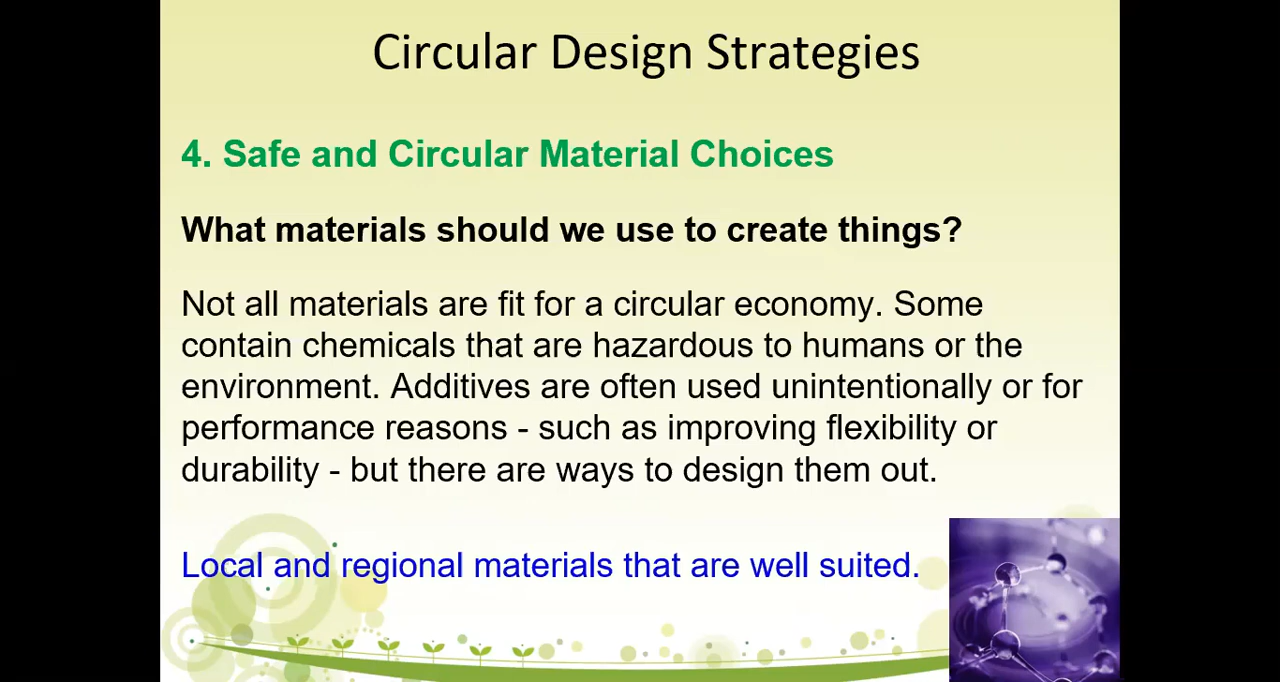 Circular Design Strategies
4. Safe and Circular Material Choices
What materials should we use to create things?
Not all materials are fit for a circular economy. Some
contain chemicals that are hazardous to humans or the
environment. Additives are often used unintentionally or for
performance reasons - such as improving flexibility or
durability - but there are ways to design them out.
Local and regional materials that are well suited.